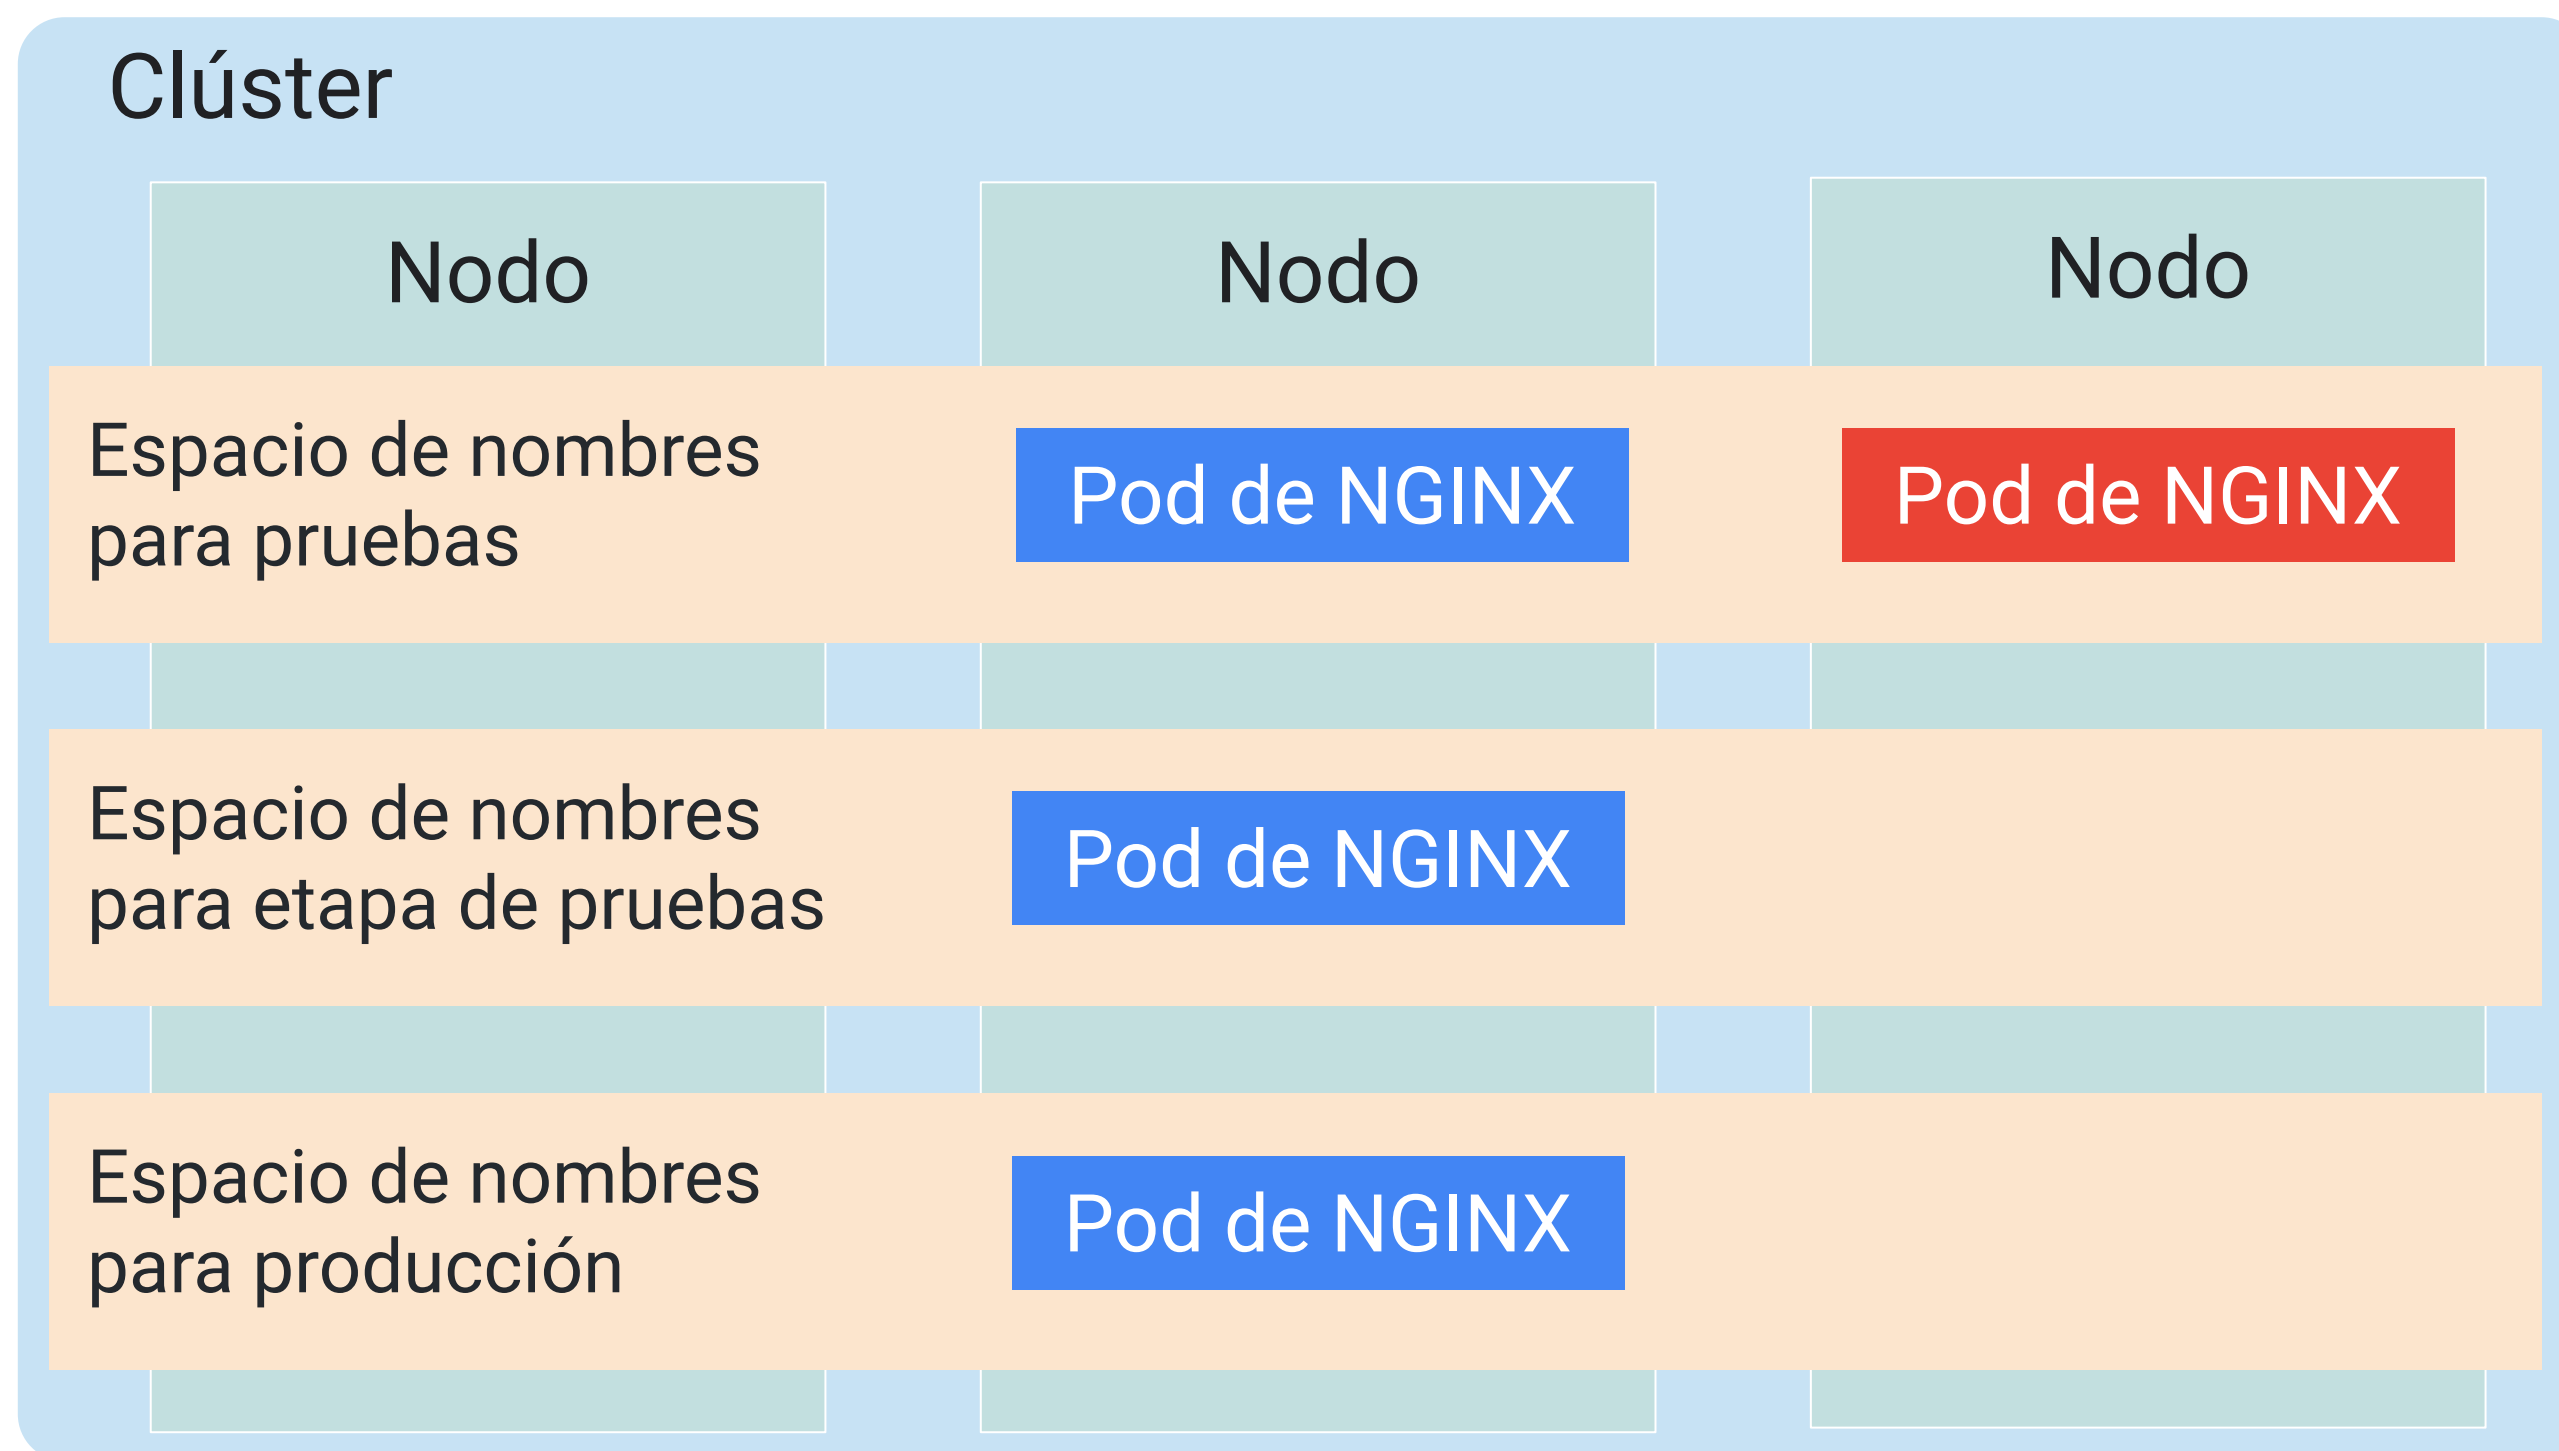 Clúster
Nodo
Nodo
Nodo
Espacio de nombres
para pruebas
Pod de NGINX
Pod de NGINX
Espacio de nombres
para etapa de pruebas
Pod de NGINX
Espacio de nombres
para producción
Pod de NGINX